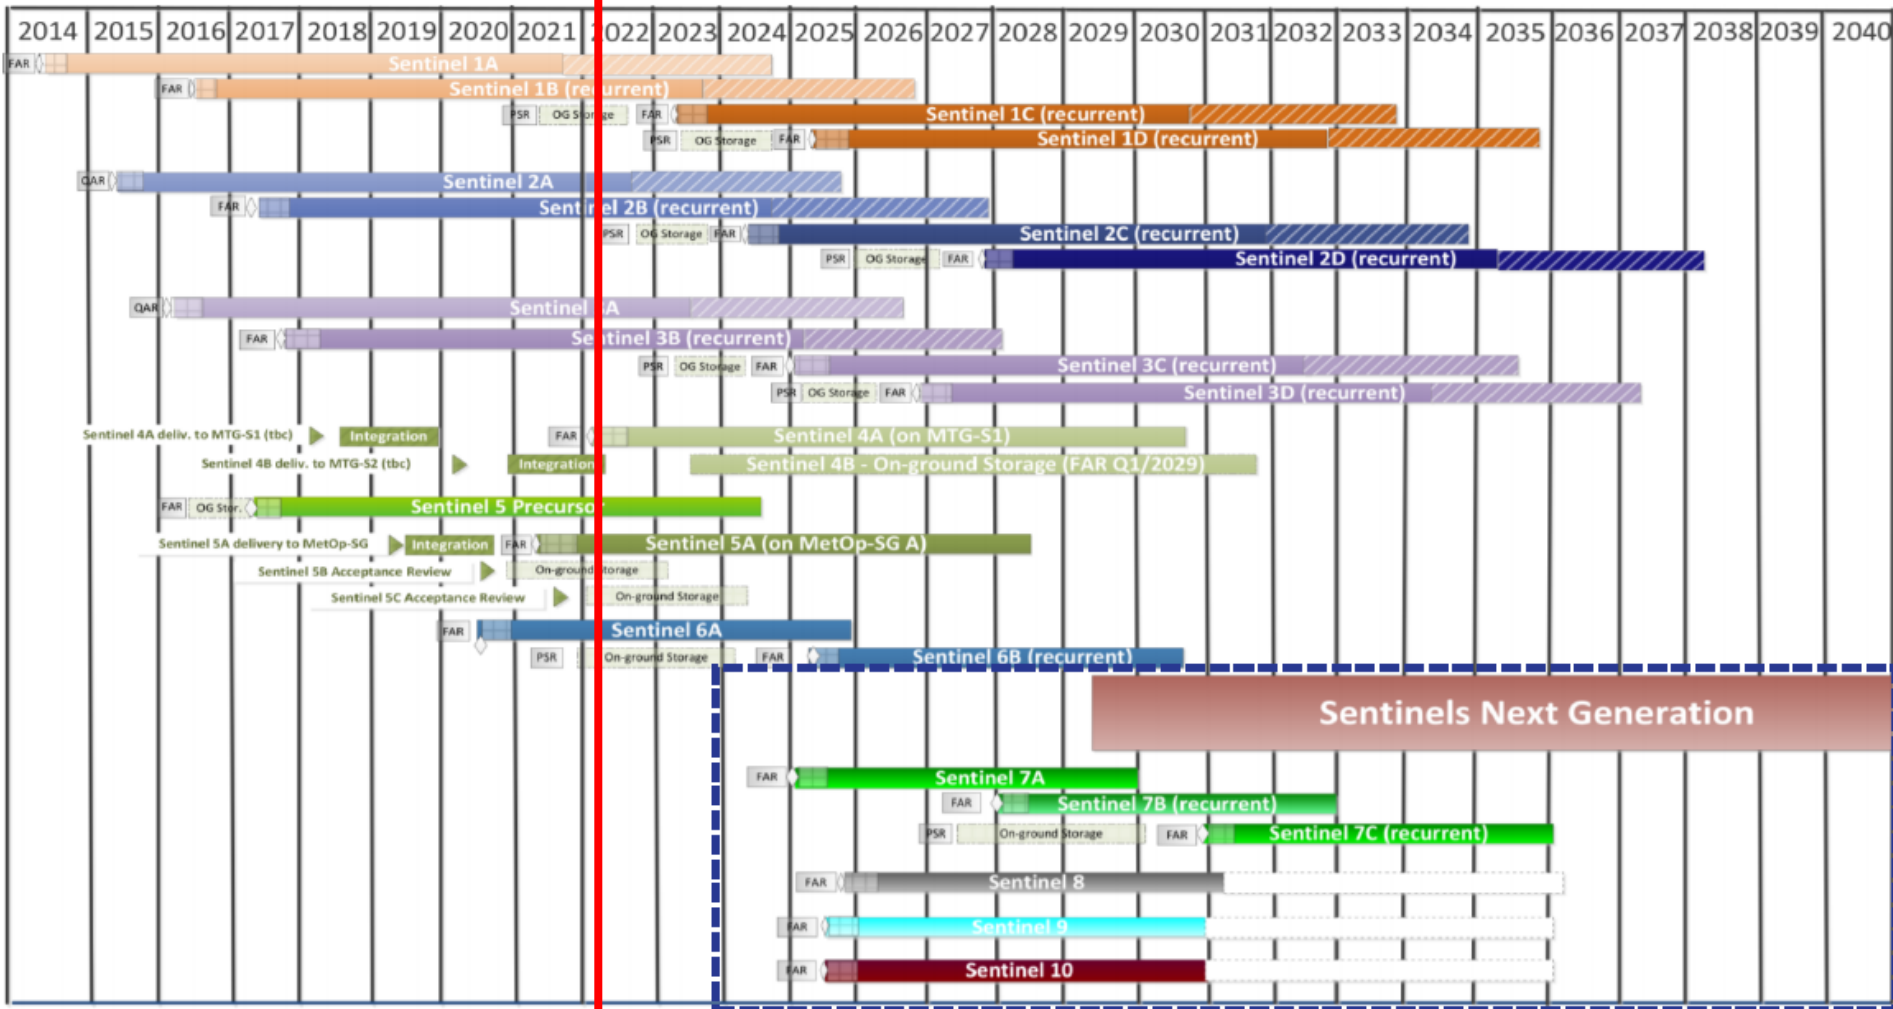 2014 2015 2016 2017 2018 2019 2020 2021 2022 2023 2024 2025 2026 2027 2028 2029 2030 2031 2032 2033 2034 2035 2036 2037 2038 2039 2040
FAR Sentinel 1A
FAR Sentinel 1B (recurrent)
PSR OG Storage FAR Sentinel 1C (recurrent)
PSR OG Storage FAR Sentinel 1D (recurrent)
QAR Sentinel 2A
FAR Sentinel 2B (recurrent)
PSR OG Storage FAR Sentinel 2C (recurrent)
PSR OG Storage FAR Sentinel 2D (recurrent)
QAR Sentinel 3A
FAR Sentinel 3B (recurrent)
PSR OG Storage FAR Sentinel 3C (recurrent)
PSR OG Storage FAR Sentinel 3D (recurrent)
Sentinel 4A deliv. to MTG-S1 (tbc) Integration FAR Sentinel 4A (on MTG-S1)
Sentinel 4B deliv. to MTG-S2 (tbc) Integration Sentinel 4B - On-ground Storage (FAR Q1/2029)
FAR OG Stor. Sentinel 5 Precursor
Sentinel 5A delivery to MetOp-SG Integration FAR Sentinel 5A (on MetOp-SG A)
Sentinel 5B Acceptance Review On-ground Storage
Sentinel 5C Acceptance Review On-ground Storage
FAR Sentinel 6A
PSR On-ground Storage FAR Sentinel 6B (recurrent)
Sentinels Next Generation
FAR Sentinel 7A
FAR Sentinel 7B (recurrent)
PSR On-ground Storage FAR Sentinel 7C (recurrent)
FAR Sentinel 8
FAR Sentinel 9
FAR Sentinel 10